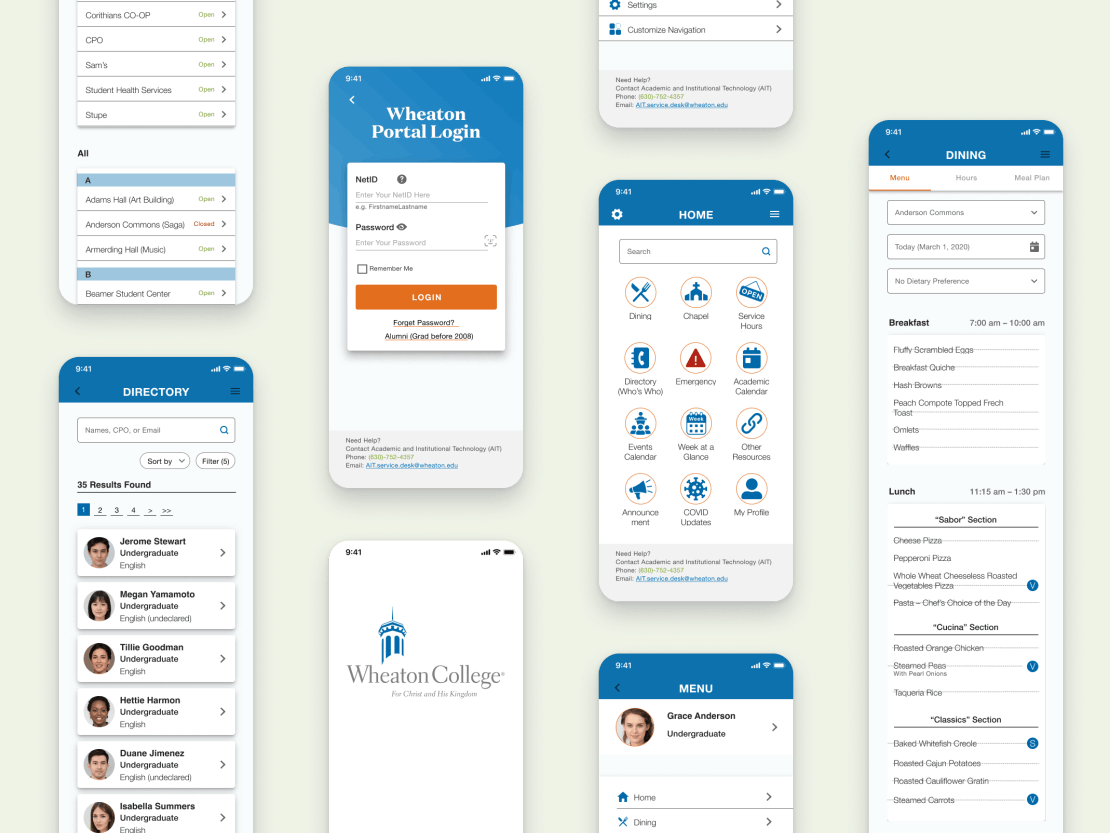 Corithians CO-OP Open
CPO Open
Sam's Open
Student Health Services Open
Stupe Open
All
A
Adams Hall (Art Building) Open
Anderson Commons (Saga) Closed
Armerding Hall (Music) Open
B
Beamer Student Center Open
9:41
DIRECTORY
Names, CPO, or Email
Sort by
Filter (5)
35 Results Found
1 2 3 4 > >>
Jerome Stewart
Undergraduate
English
Megan Yamamoto
Undergraduate
English (undeclared)
Tillie Goodman
Undergraduate
English
Hettie Harmon
Undergraduate
English
Duane Jimenez
Undergraduate
English (undeclared)
Isabella Summers
Undergraduate
English
9:41
Wheaton
Portal Login
NetID ?
Enter Your NetID Here
e.g. FirstnameLastname
Password
Enter Your Password
Remember Me
LOGIN
Forget Password?
Alumni (Grad before 2008)
Need Help?
Contact Academic and Institutional Technology (AIT)
Phone: (630)-752-4357
Email: AIT.service.desk@wheaton.edu
9:41
Wheaton College®
For Christ and His Kingdom
Settings
Customize Navigation
Need Help?
Contact Academic and Institutional Technology (AIT)
Phone: (630)-752-4357
Email: AIT.service.desk@wheaton.edu
9:41
HOME
Search
OPEN
Dining
Chapel
Service
Hours
Directory
(Who's Who)
Emergency
Academic
Calendar
Week
Events
Calendar
Week at a
Glance
Other
Resources
Announce
ment
COVID
Updates
My Profile
Need Help?
Contact Academic and Institutional Technology (AIT)
Phone: (630)-752-4357
Email: AIT.service.desk@wheaton.edu
9:41
MENU
Grace Anderson
Undergraduate
Home
Dining
9:41
DINING
Menu Hours Meal Plan
Anderson Commons
Today (March 1, 2020)
No Dietary Preference
Breakfast 7:00 am – 10:00 am
Fluffy Scrambled Eggs
Breakfast Quiche
Hash Browns
Peach Compote Topped Frech
Toast
Omlets
Waffles
Lunch 11:15 am – 1:30 pm
“Sabor” Section
Cheese Pizza
Pepperoni Pizza
Whole Wheat Cheeseless Roasted
Vegetables Pizza V
Pasta – Chef's Choice of the Day
“Cucina” Section
Roasted Orange Chicken
Steamed Peas V
With Pearl Onions
Taqueria Rice
“Classics” Section
Baked Whitefish Creole S
Roasted Cajun Potatoes
Roasted Cauliflower Gratin
Steamed Carrots V